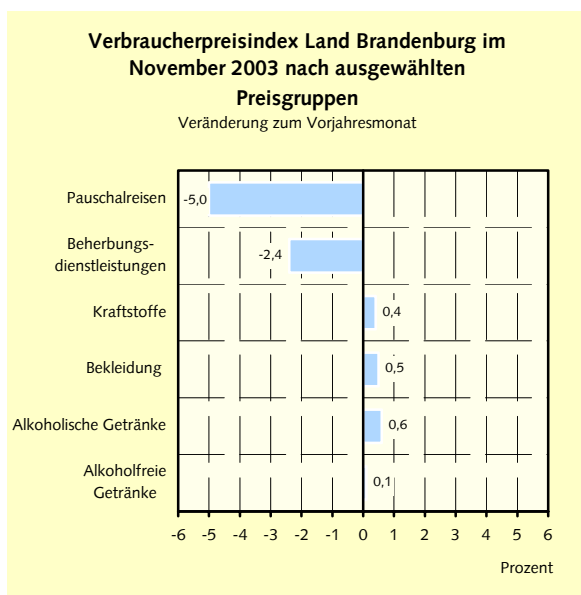 Verbraucherpreisindex Land Brandenburg im
November 2003 nach ausgewählten
Preisgruppen
Veränderung zum Vorjahresmonat
Pauschalreisen
-5,0
Beherbungs-
dienstleistungen
-2,4
Kraftstoffe
0,4
Bekleidung
0,5
Alkoholische Getränke
0,6
Alkoholfreie
Getränke
0,1
-6 -5 -4 -3 -2 -1 0 1 2 3 4 5 6
Prozent